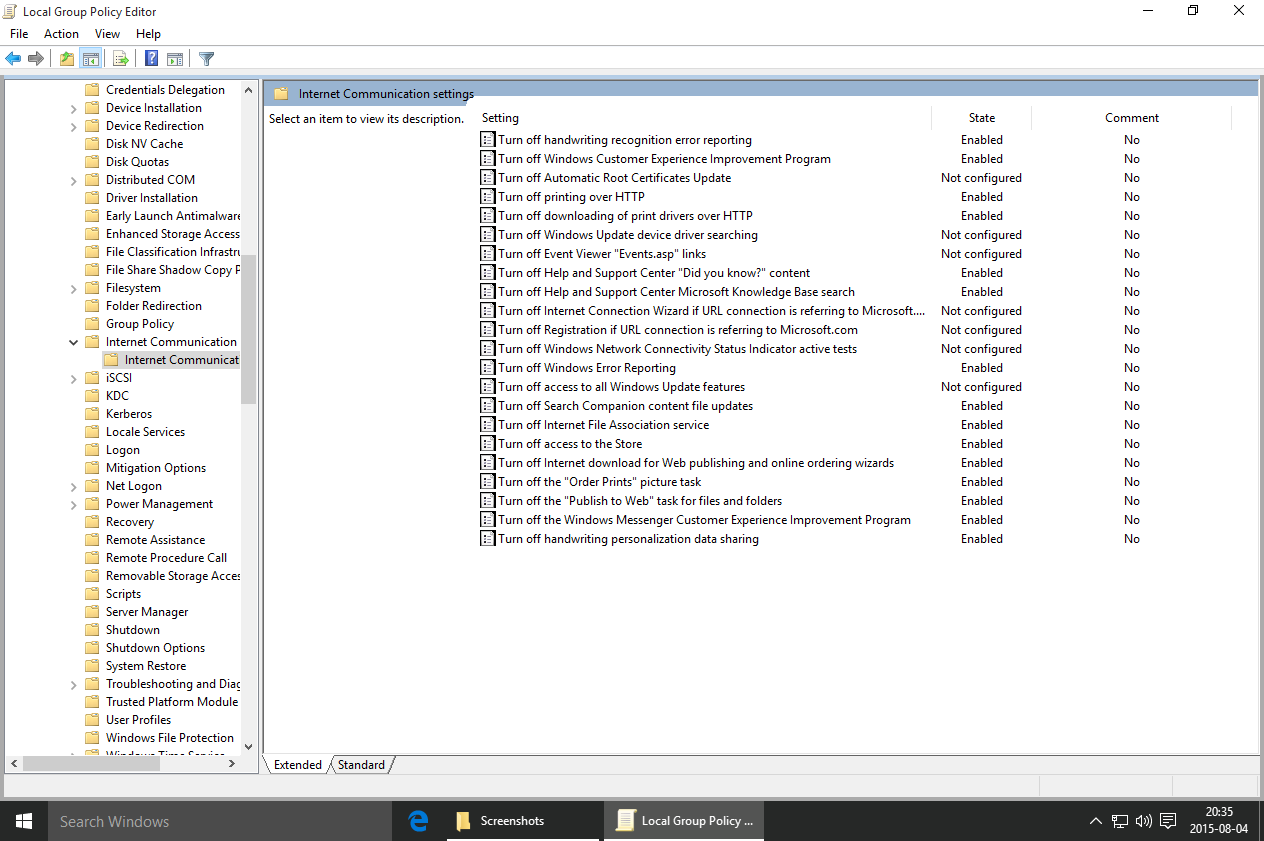 Local Group Policy Editor
File Action View Help
Credentials Delegation
Device Installation
Device Redirection
Disk NV Cache
Disk Quotas
Distributed COM
Driver Installation
Early Launch Antimalware
Enhanced Storage Access
File Classification Infrastru
File Share Shadow Copy P
Filesystem
Folder Redirection
Group Policy
Internet Communication
Internet Communicat
iSCSI
KDC
Kerberos
Locale Services
Logon
Mitigation Options
Net Logon
Power Management
Recovery
Remote Assistance
Remote Procedure Call
Removable Storage Acces
Scripts
Server Manager
Shutdown
Shutdown Options
System Restore
Troubleshooting and Diag
Trusted Platform Module
User Profiles
Windows File Protection
Windows Time Service
Internet Communication settings
Select an item to view its description.
Setting State Comment
Turn off handwriting recognition error reporting Enabled No
Turn off Windows Customer Experience Improvement Program Enabled No
Turn off Automatic Root Certificates Update Not configured No
Turn off printing over HTTP Enabled No
Turn off downloading of print drivers over HTTP Enabled No
Turn off Windows Update device driver searching Not configured No
Turn off Event Viewer "Events.asp" links Not configured No
Turn off Help and Support Center "Did you know?" content Enabled No
Turn off Help and Support Center Microsoft Knowledge Base search Enabled No
Turn off Internet Connection Wizard if URL connection is referring to Microsoft.... Not configured No
Turn off Registration if URL connection is referring to Microsoft.com Not configured No
Turn off Windows Network Connectivity Status Indicator active tests Not configured No
Turn off Windows Error Reporting Enabled No
Turn off access to all Windows Update features Not configured No
Turn off Search Companion content file updates Enabled No
Turn off Internet File Association service Enabled No
Turn off access to the Store Enabled No
Turn off Internet download for Web publishing and online ordering wizards Enabled No
Turn off the "Order Prints" picture task Enabled No
Turn off the "Publish to Web" task for files and folders Enabled No
Turn off the Windows Messenger Customer Experience Improvement Program Enabled No
Turn off handwriting personalization data sharing Enabled No
Extended Standard
Search Windows
Screenshots
Local Group Policy ...
20:35
2015-08-04